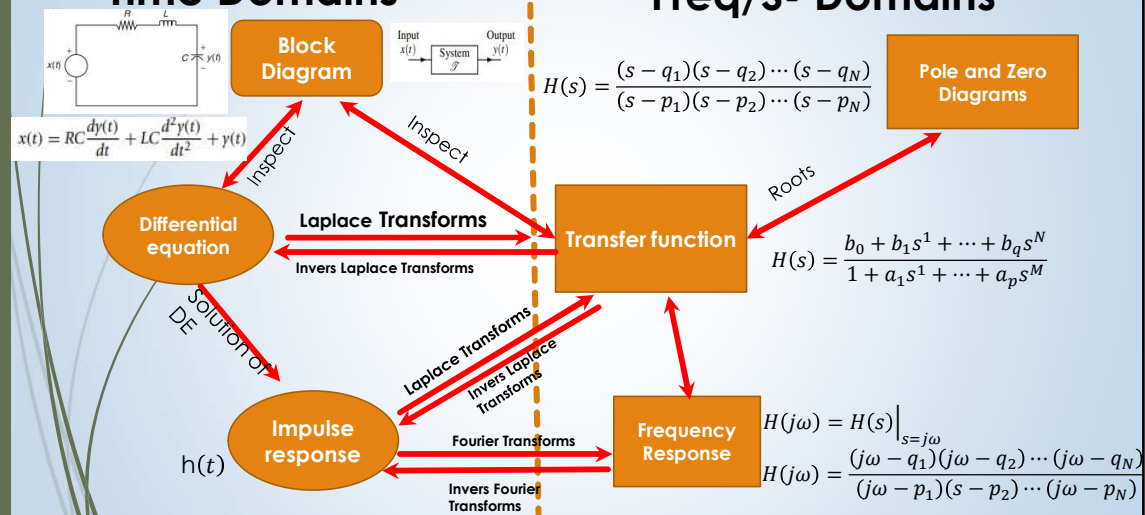 Time Domains
Freq/S- Domains
R
L
x(t)
C
y(t)
Block
Diagram
Input
x(t)
System
𝒯
Output
y(t)
H(s) = (s − q₁)(s − q₂) ⋯ (s − q_N) / (s − p₁)(s − p₂) ⋯ (s − p_N)
Pole and Zero
Diagrams
x(t) = RC dy(t)/dt + LC d²y(t)/dt² + y(t)
Inspect
Inspect
Roots
Differential
equation
Laplace Transforms
Invers Laplace Transforms
Transfer function
H(s) = b₀ + b₁s¹ + ⋯ + b_q s^N / 1 + a₁s¹ + ⋯ + a_p s^M
Solution of
DE
Laplace Transforms
Invers Laplace
Transforms
Impulse
response
h(t)
Fourier Transforms
Invers Fourier
Transforms
Frequency
Response
H(jω) = H(s)|s=jω
H(jω) = (jω − q₁)(jω − q₂) ⋯ (jω − q_N) / (jω − p₁)(s − p₂) ⋯ (jω − p_N)